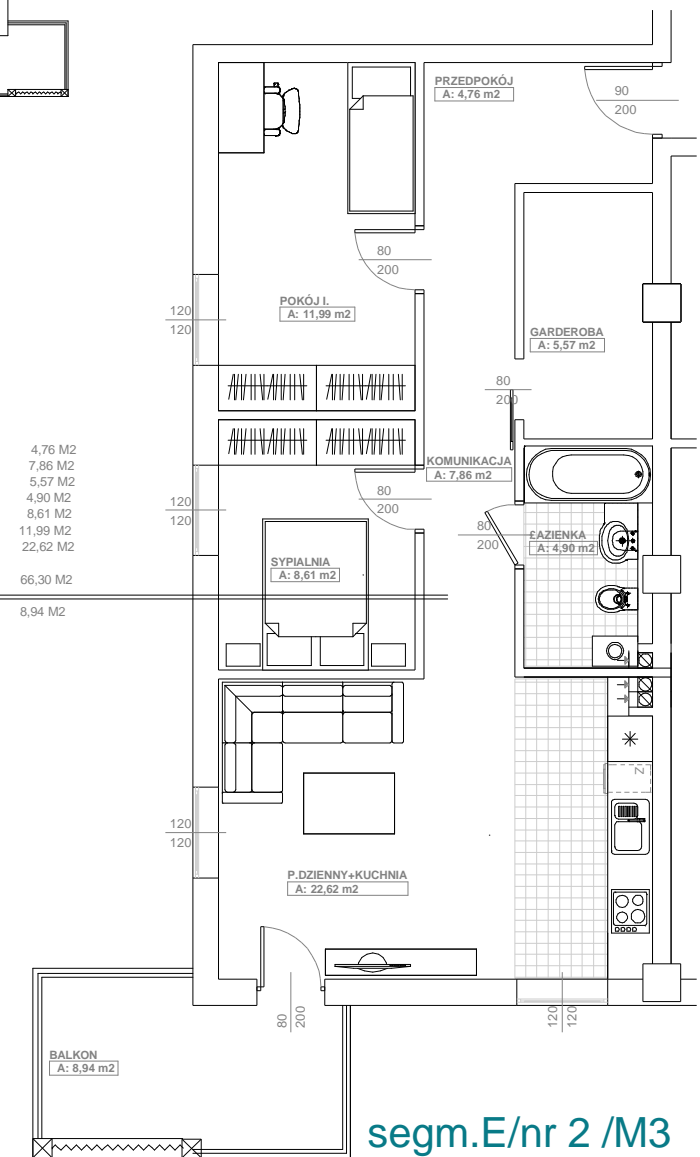 PRZEDPOKÓJ
A: 4,76 m2
90
200
80
200
POKÓJ I.
A: 11,99 m2
120
120
GARDEROBA
A: 5,57 m2
80
200
4,76 M2
7,86 M2
5,57 M2
4,90 M2
8,61 M2
11,99 M2
22,62 M2
66,30 M2
8,94 M2
KOMUNIKACJA
A: 7,86 m2
80
200
120
120
80
200
ŁAZIENKA
A: 4,90 m2
SYPIALNIA
A: 8,61 m2
Z
120
120
P.DZIENNY+KUCHNIA
A: 22,62 m2
80
200
120
120
BALKON
A: 8,94 m2
segm.E/nr 2 /M3